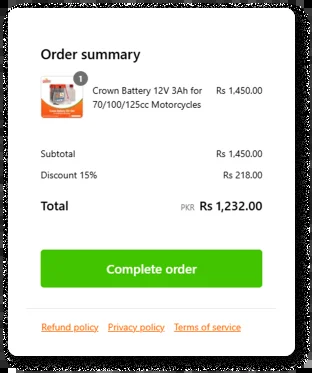 Order summary
1
Crown Battery 12V 3Ah for Rs 1,450.00
70/100/125cc Motorcycles
Subtotal Rs 1,450.00
Discount 15% Rs 218.00
Total PKR Rs 1,232.00
Complete order
Refund policy Privacy policy Terms of service